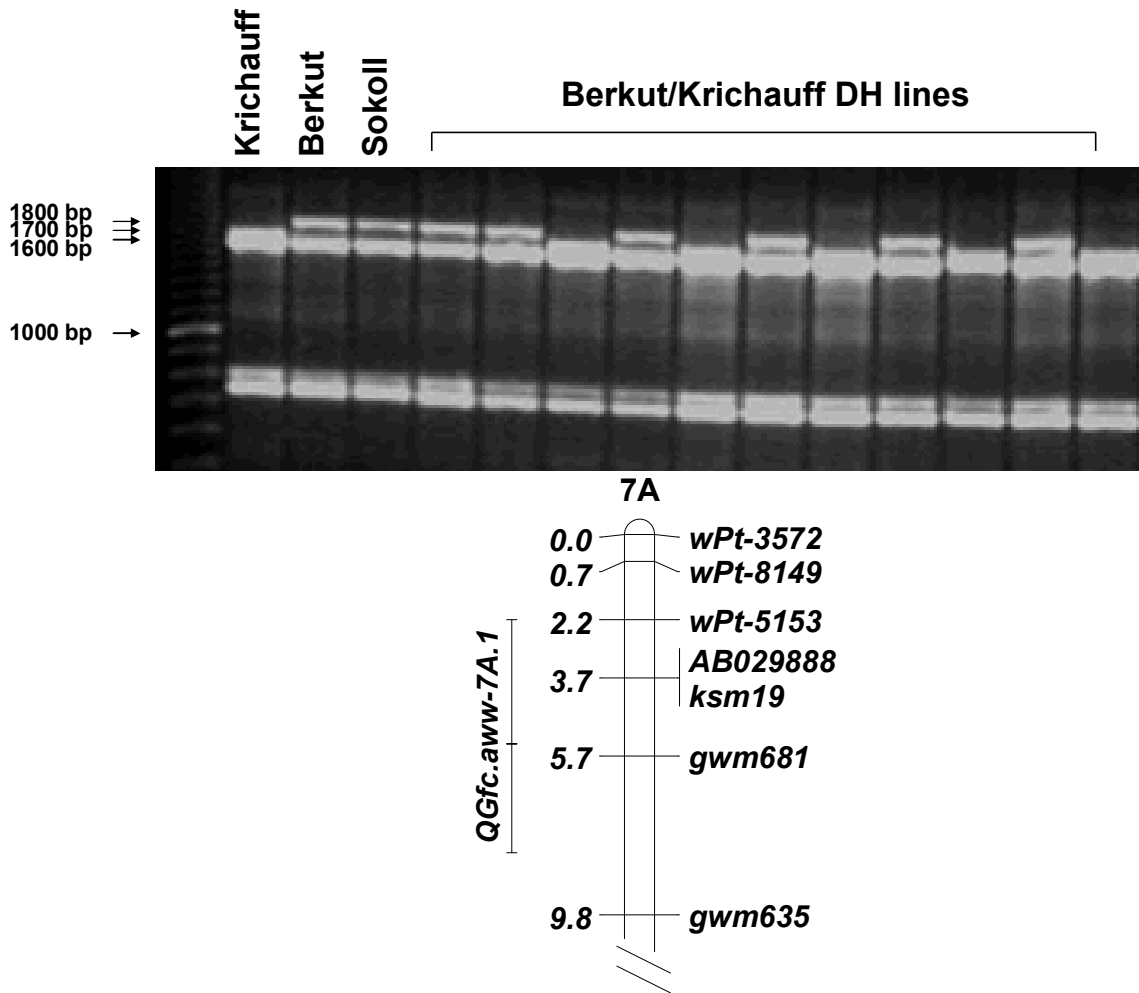 Krichauff
Berkut
Sokoll
Berkut/Krichauff DH lines
1800 bp
1700 bp
1600 bp
1000 bp
7A
0.0 wPt-3572
0.7 wPt-8149
2.2 wPt-5153
3.7 AB029888
ksm19
5.7 gwm681
9.8 gwm635
QGfc.aww-7A.1